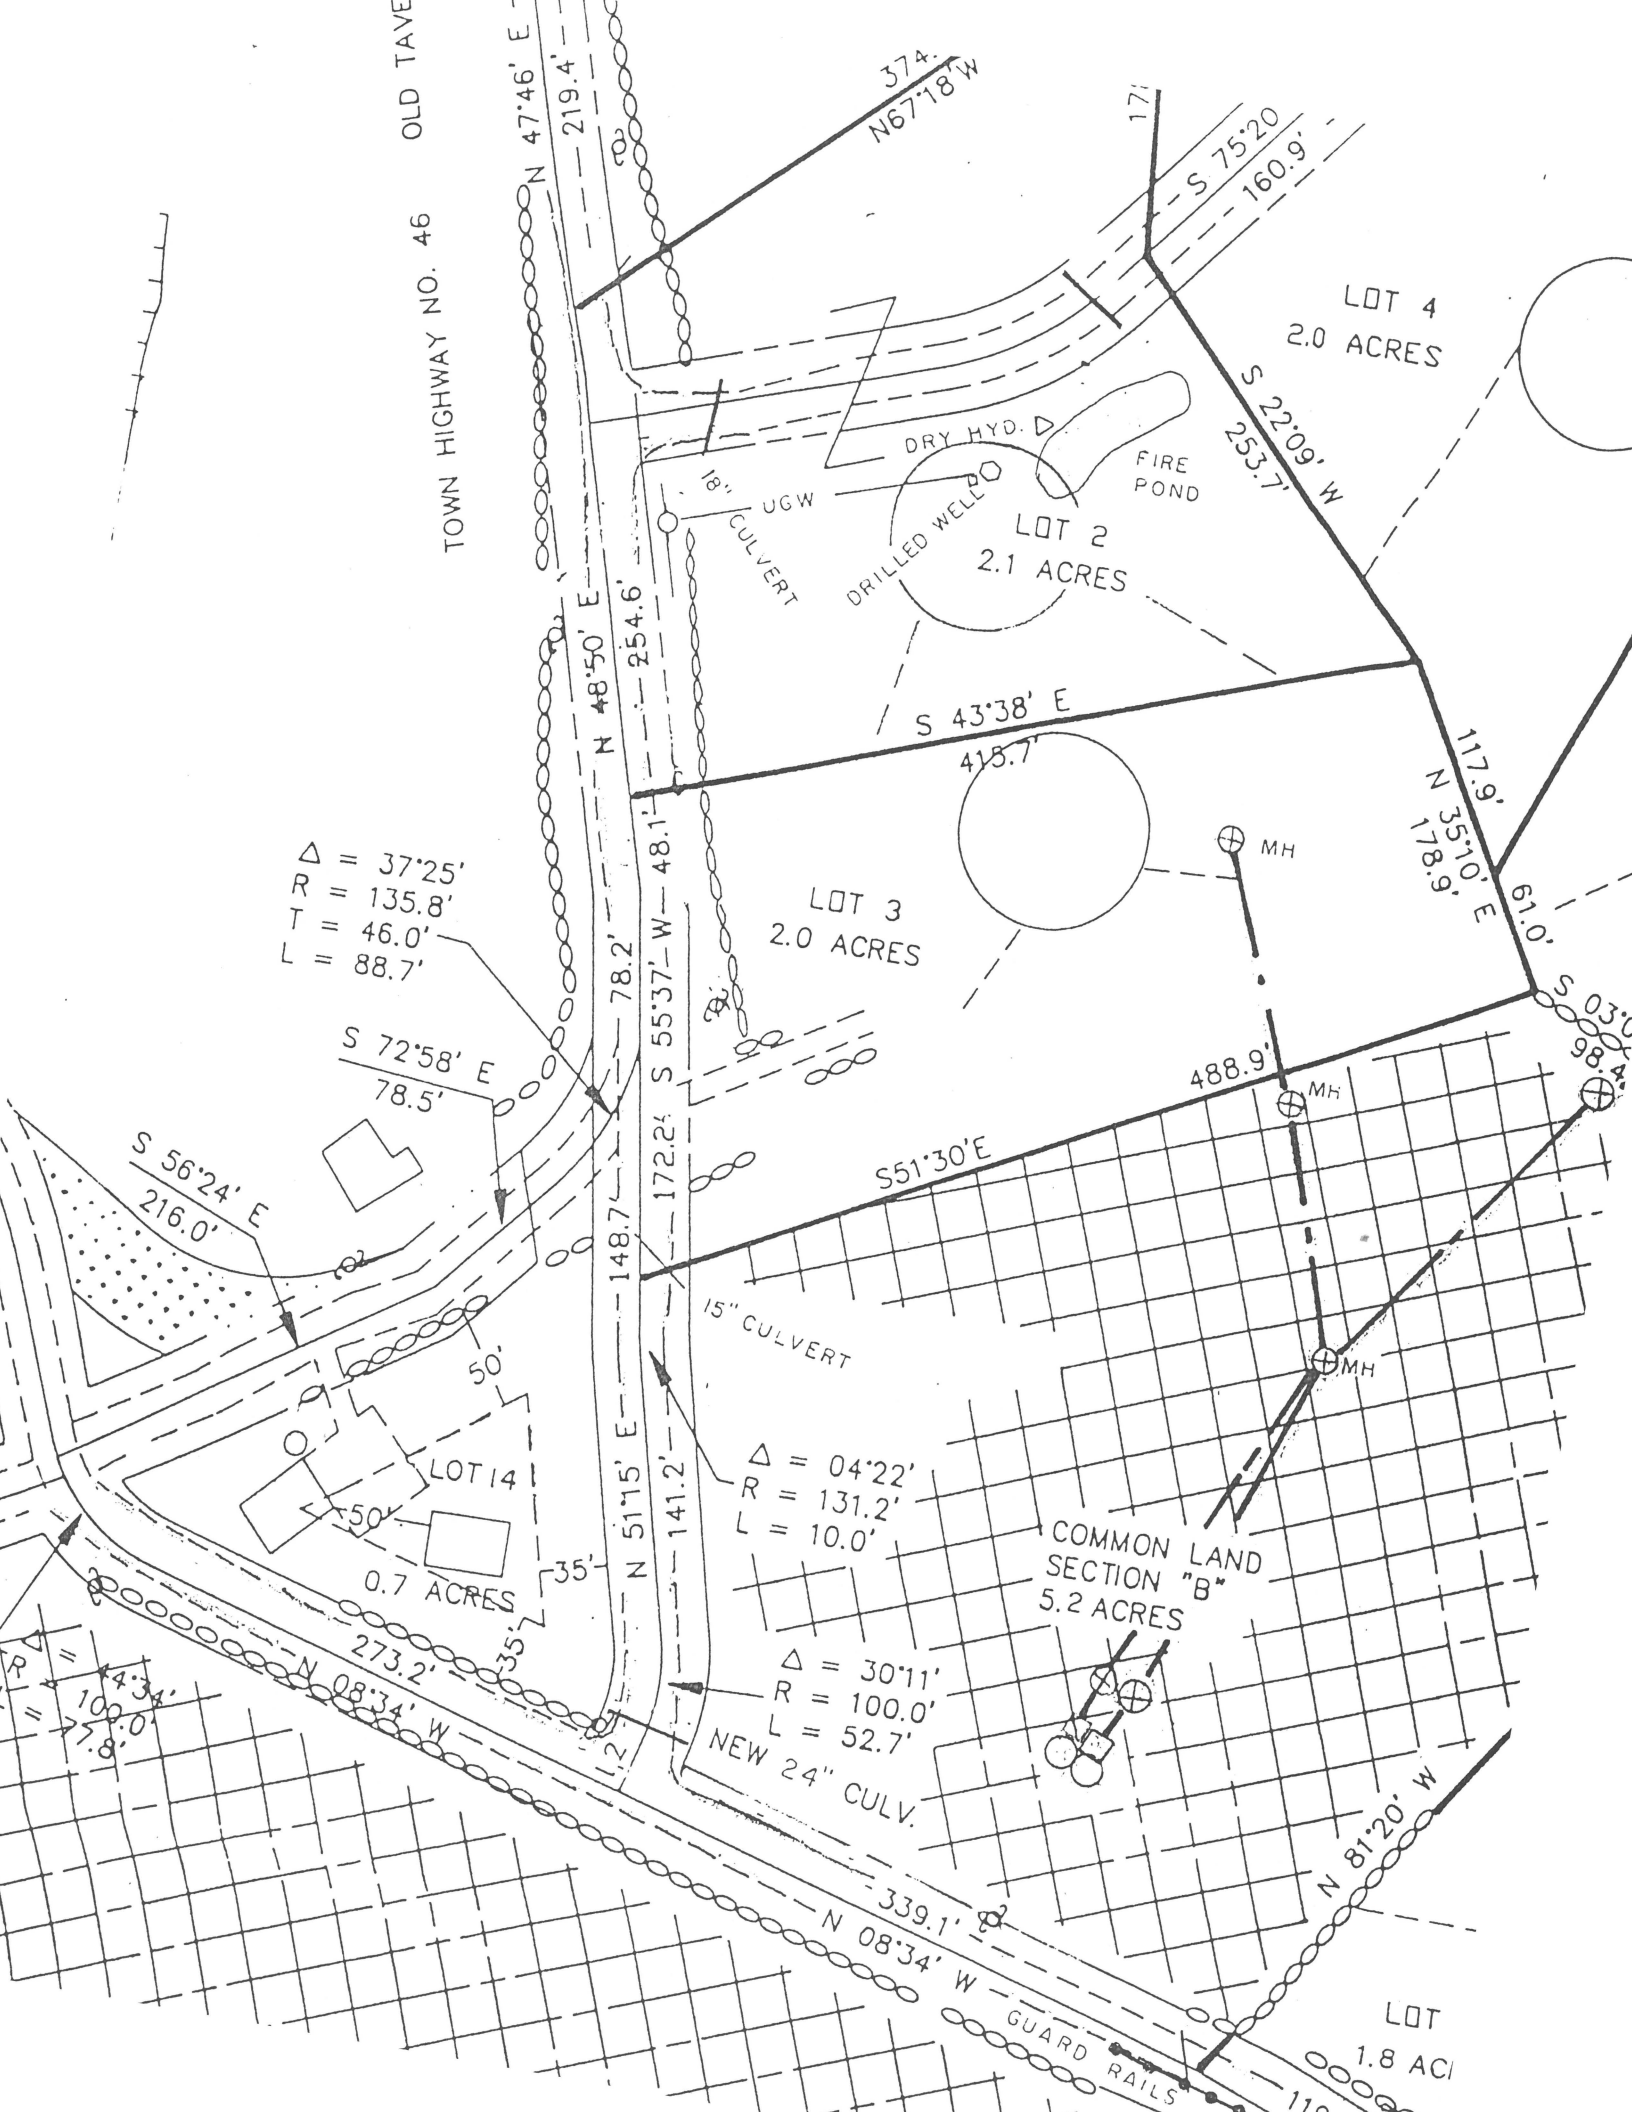 TOWN HIGHWAY NO. 46 OLD
N 47°46' E
219.4'
374.
N67°18'W
S 75°20
160.9'
LOT 4
2.0 ACRES
S 22°09' W
253.7'
DRY HYD.
FIRE
POND
18" CULVERT
UGW
DRILLED WELL
LOT 2
2.1 ACRES
N 48°50' E
254.6'
S 43°38' E
415.7'
117.9'
N 35°10' E
178.9'
61.0'
98.4'
MH
Δ = 37°25'
R = 135.8'
T = 46.0'
L = 88.7'
LOT 3
2.0 ACRES
78.2'
S 55°37' W
48.1'
172.2'
S 72°58' E
78.5'
488.9'
S51°30'E
MH
S 56°24' E
216.0'
148.7'
15" CULVERT
MH
50'
LOT 14
50'
0.7 ACRES
35'
35'
N 51°15' E
141.2'
Δ = 04°22'
R = 131.2'
L = 10.0'
COMMON LAND
SECTION "B"
5.2 ACRES
Δ = 30°11'
R = 100.0'
L = 52.7'
NEW 24" CULV.
273.2'
N 08°34' W
Δ = 44°34'
R = 100.0'
= 77.8'
339.1'
N 08°34' W
GUARD RAILS
N 81°20' W
LOT
1.8